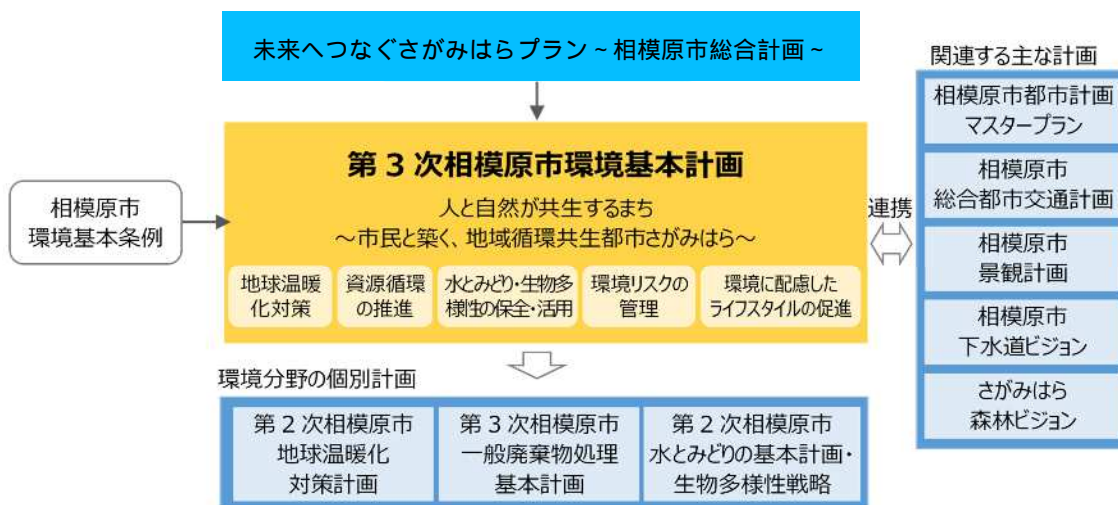 未来へつなぐさがみはらプラン~相模原市総合計画~
関連する主な計画
相模原市都市計画
マスタープラン
相模原市
総合都市交通計画
相模原市
景観計画
相模原市
下水道ビジョン
さがみはら
森林ビジョン
連携
相模原市
環境基本条例
第3次相模原市環境基本計画
人と自然が共生するまち
～市民と築く、地域循環共生都市さがみはら～
地球温暖
化対策
資源循環
の推進
水とみどり・生物多
様性の保全・活用
環境リスクの
管理
環境に配慮した
ライフスタイルの促進
環境分野の個別計画
第2次相模原市
地球温暖化
対策計画
第3次相模原市
一般廃棄物処理
基本計画
第2次相模原市
水とみどりの基本計画・
生物多様性戦略